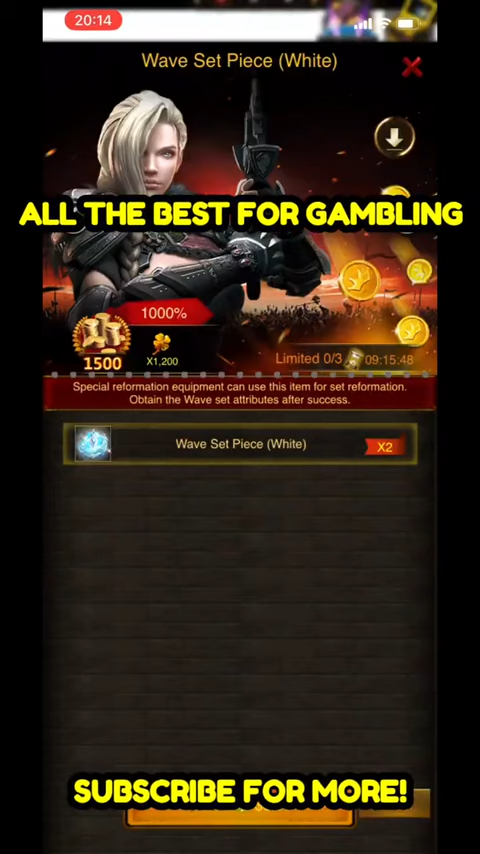 20:14
Wave Set Piece (White)
ALL THE BEST FOR GAMBLING
1000%
1500
X1,200
Limited 0/3
09:15:48
Special reformation equipment can use this item for set reformation.
Obtain the Wave set attributes after success.
Wave Set Piece (White)
X2
SUBSCRIBE FOR MORE!